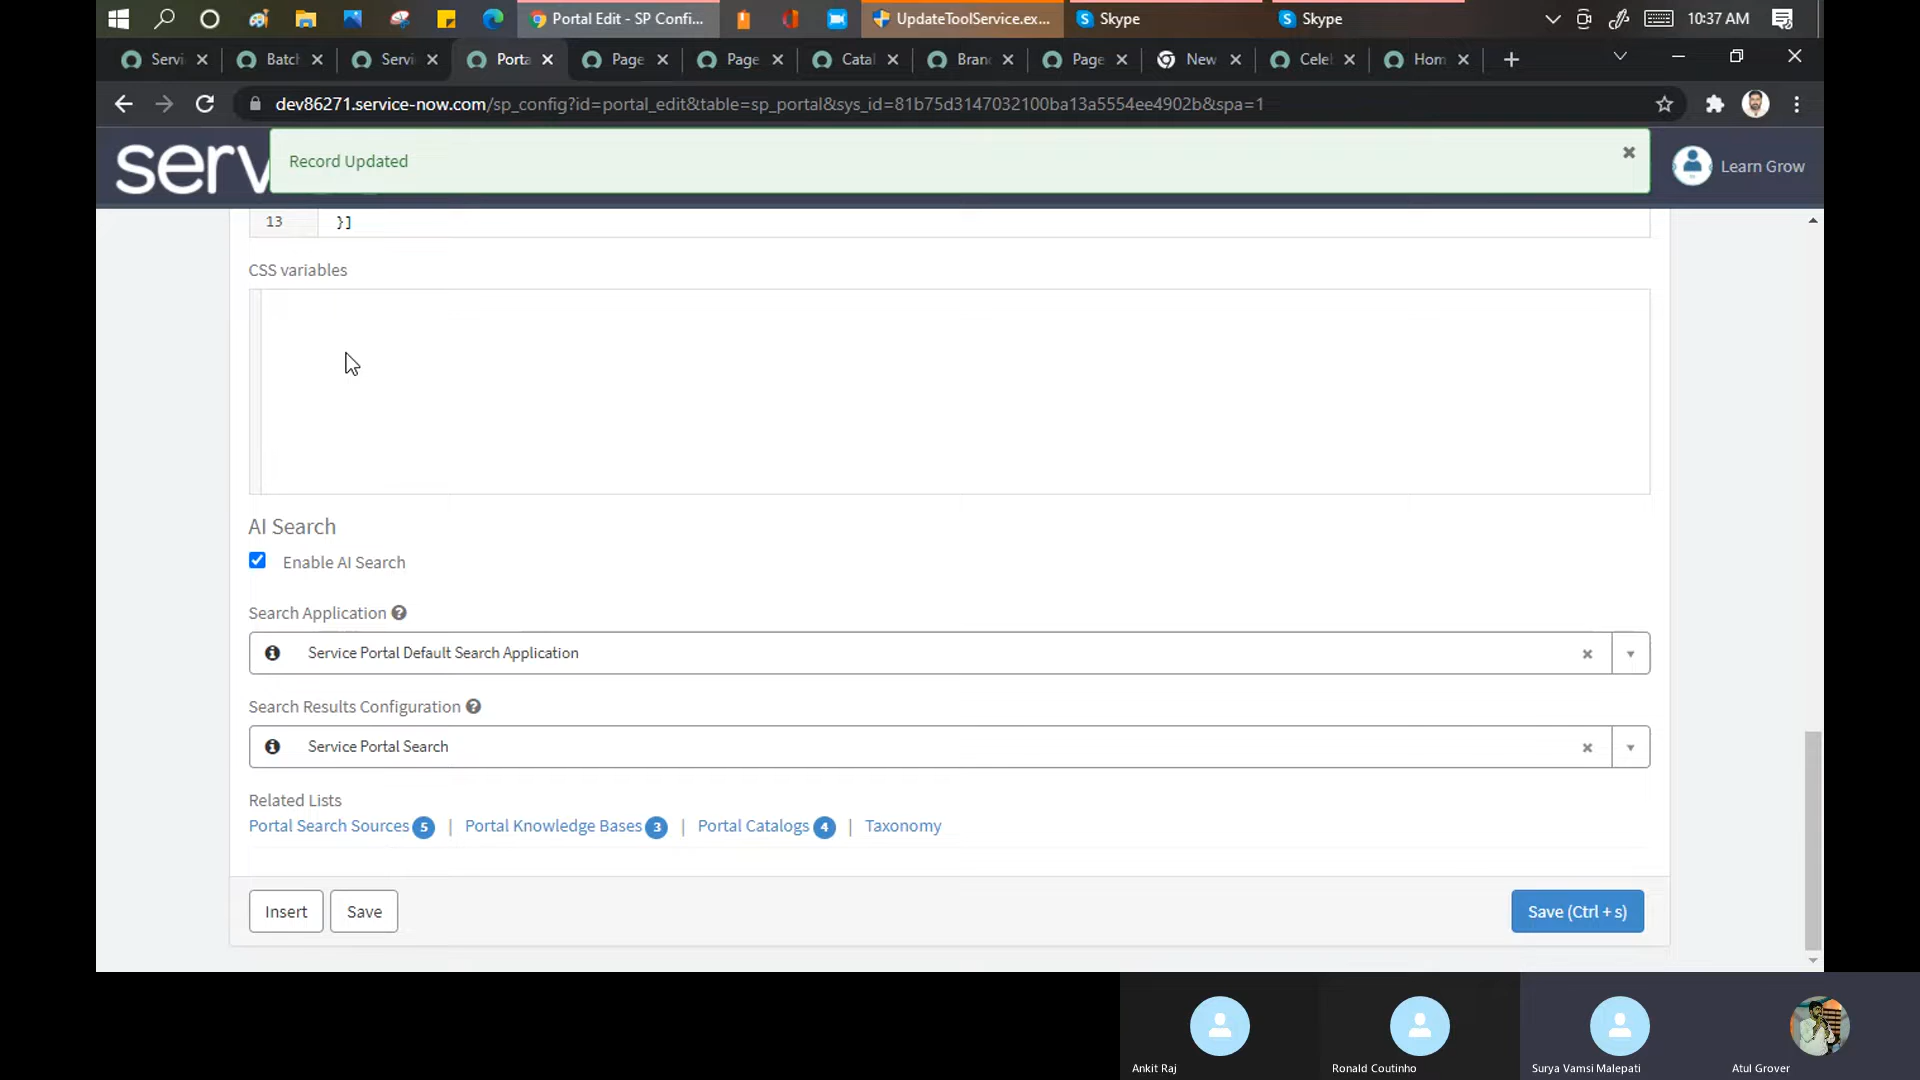 Portal Edit - SP Confi...
UpdateToolService.ex...
Skype
Skype
10:37 AM
Servi
Batch
Servi
Porta
Page
Page
Catal
Bran
Page
New
Celel
Hom
dev86271.service-now.com/sp_config?id=portal_edit&table=sp_portal&sys_id=81b75d3147032100ba13a5554ee4902b&spa=1
serv
Record Updated
Learn Grow
13 }]
CSS variables
AI Search
Enable AI Search
Search Application
Service Portal Default Search Application
Search Results Configuration
Service Portal Search
Related Lists
Portal Search Sources 5 | Portal Knowledge Bases 3 | Portal Catalogs 4 | Taxonomy
Insert
Save
Save (Ctrl + s)
Ankit Raj
Ronald Coutinho
Surya Vamsi Malepati
Atul Grover